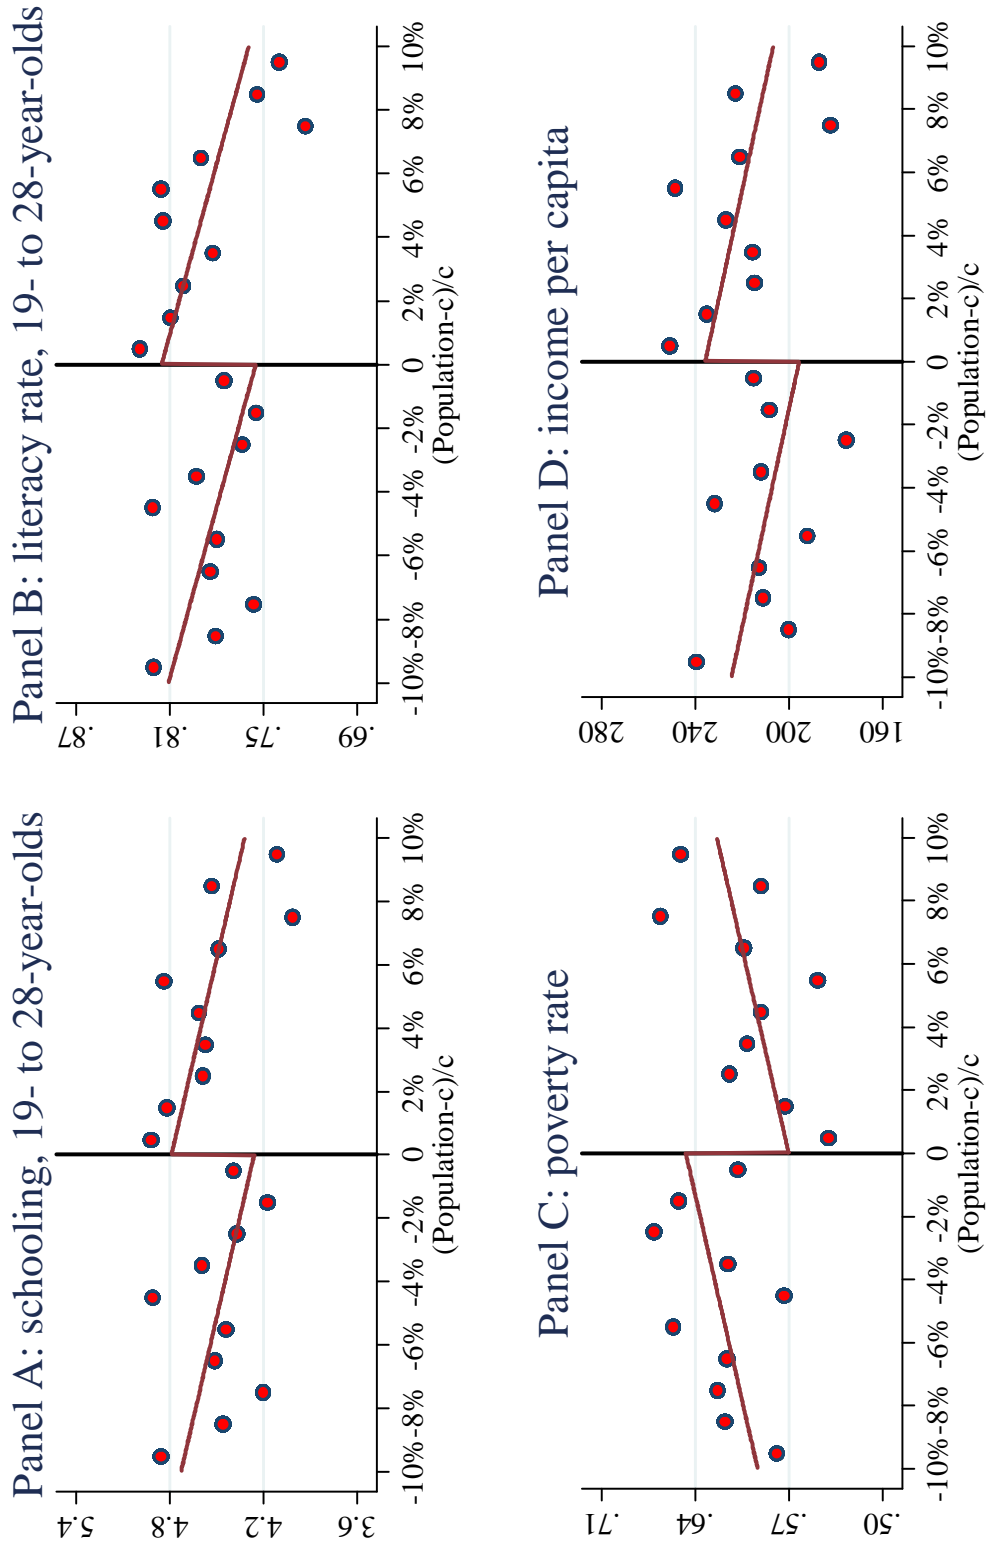 Panel A: schooling, 19- to 28-year-olds
5.4
4.8
4.2
3.6
-10% -8% -6% -4% -2% 0 2% 4% 6% 8% 10%
(Population-c)/c
Panel B: literacy rate, 19- to 28-year-olds
.87
.81
.75
.69
-10% -8% -6% -4% -2% 0 2% 4% 6% 8% 10%
(Population-c)/c
Panel C: poverty rate
.71
.64
.57
.50
-10% -8% -6% -4% -2% 0 2% 4% 6% 8% 10%
(Population-c)/c
Panel D: income per capita
280
240
200
160
-10% -8% -6% -4% -2% 0 2% 4% 6% 8% 10%
(Population-c)/c